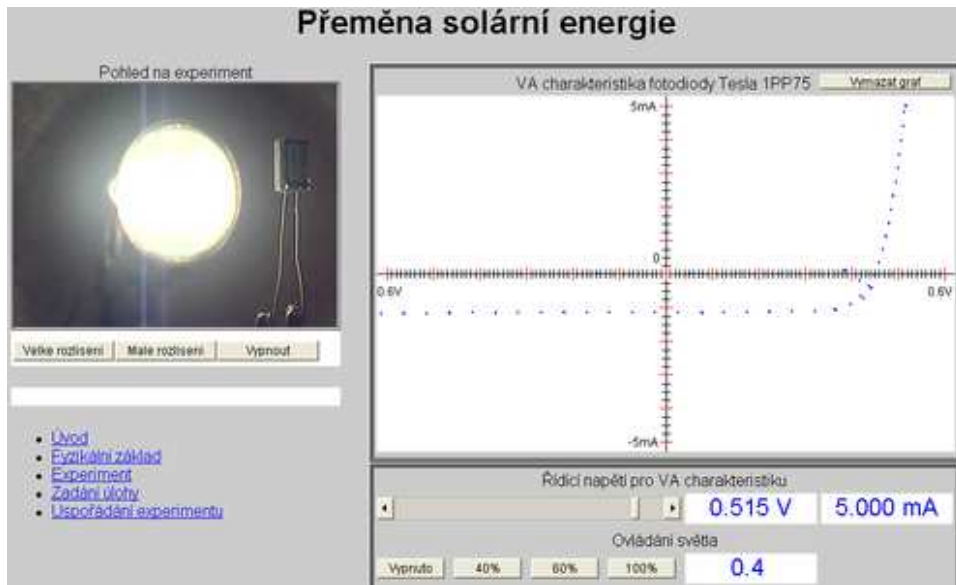 Přeměna solární energie
Pohled na experiment
VA charakteristika fotodiody Tesla 1PP75
Vymazat graf
5mA
0
0.6V
0.6V
-5mA
Velke rozliseni
Male rozliseni
Vypnout
Úvod
Fyzikální základ
Experiment
Zadání úlohy
Uspořádání experimentu
Řídící napětí pro VA charakteristiku
0.515 V
5.000 mA
Ovládání světla
Vypnuto
40%
60%
100%
0.4